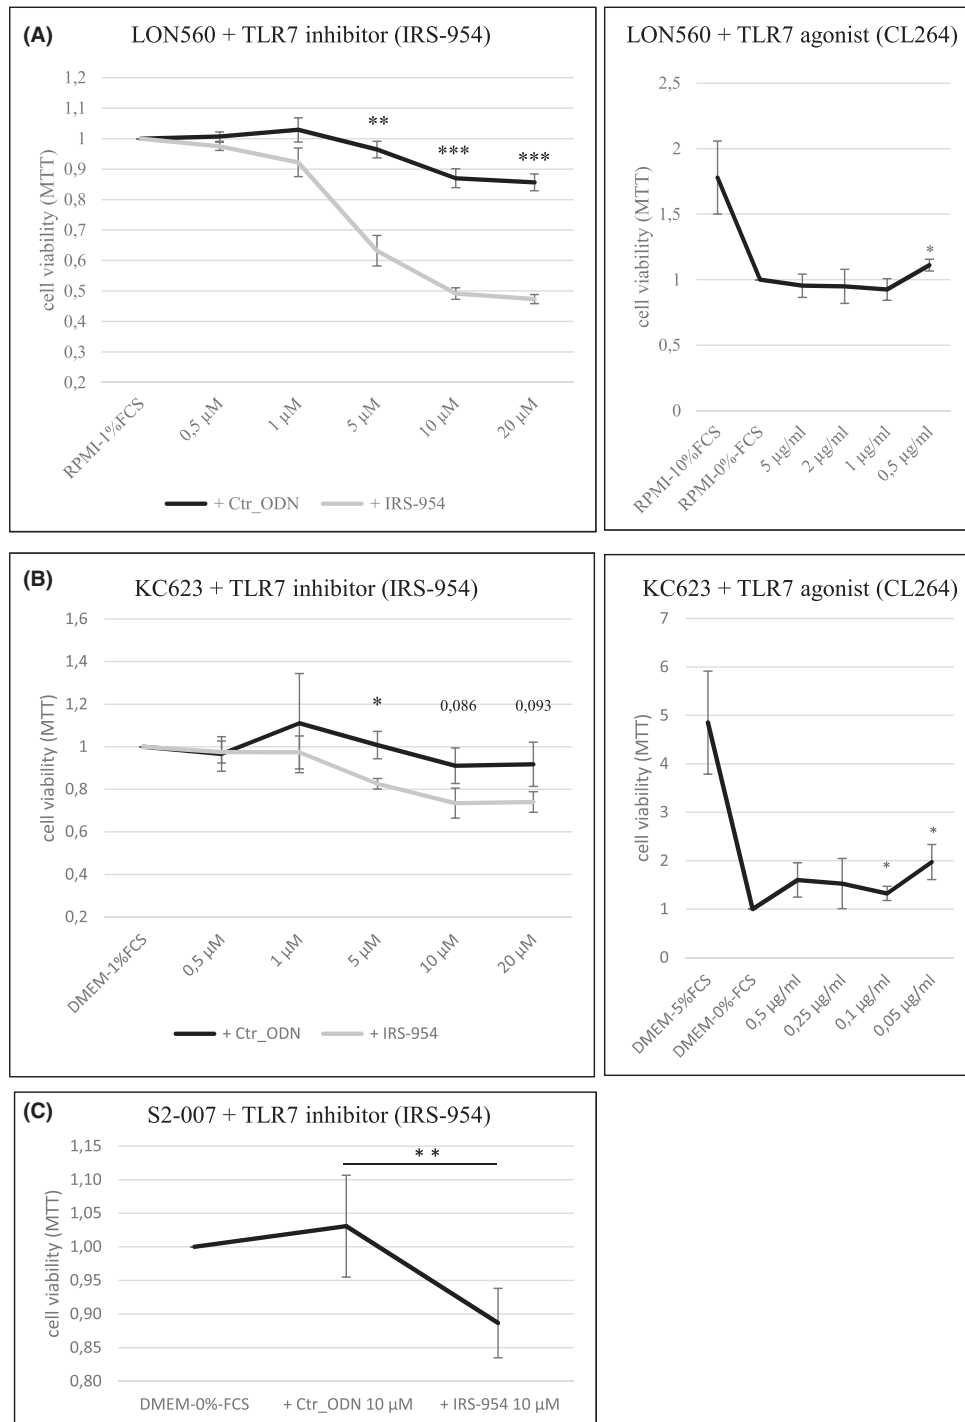 (A)
LON560 + TLR7 inhibitor (IRS-954)
cell viability (MTT)
1,2
1,1
1
0,9
0,8
0,7
0,6
0,5
0,4
0,3
0,2
**
***
***
RPMI-1%FCS
0,5 µM
1 µM
5 µM
10 µM
20 µM
+ Ctr_ODN
+ IRS-954
LON560 + TLR7 agonist (CL264)
cell viability (MTT)
2,5
2
1,5
1
0,5
0
*
RPMI-10%FCS
RPMI-0%-FCS
5 µg/ml
2 µg/ml
1 µg/ml
0,5 µg/ml
(B)
KC623 + TLR7 inhibitor (IRS-954)
cell viability (MTT)
1,6
1,4
1,2
1
0,8
0,6
0,4
0,2
*
0,086
0,093
DMEM-1%FCS
0,5 µM
1 µM
5 µM
10 µM
20 µM
+ Ctr_ODN
+ IRS-954
KC623 + TLR7 agonist (CL264)
cell viability (MTT)
7
6
5
4
3
2
1
0
*
*
DMEM-5%FCS
DMEM-0%-FCS
0,5 µg/ml
0,25 µg/ml
0,1 µg/ml
0,05 µg/ml
(C)
S2-007 + TLR7 inhibitor (IRS-954)
cell viability (MTT)
1,15
1,10
1,05
1,00
0,95
0,90
0,85
0,80
* *
DMEM-0%-FCS
+ Ctr_ODN 10 µM
+ IRS-954 10 µM